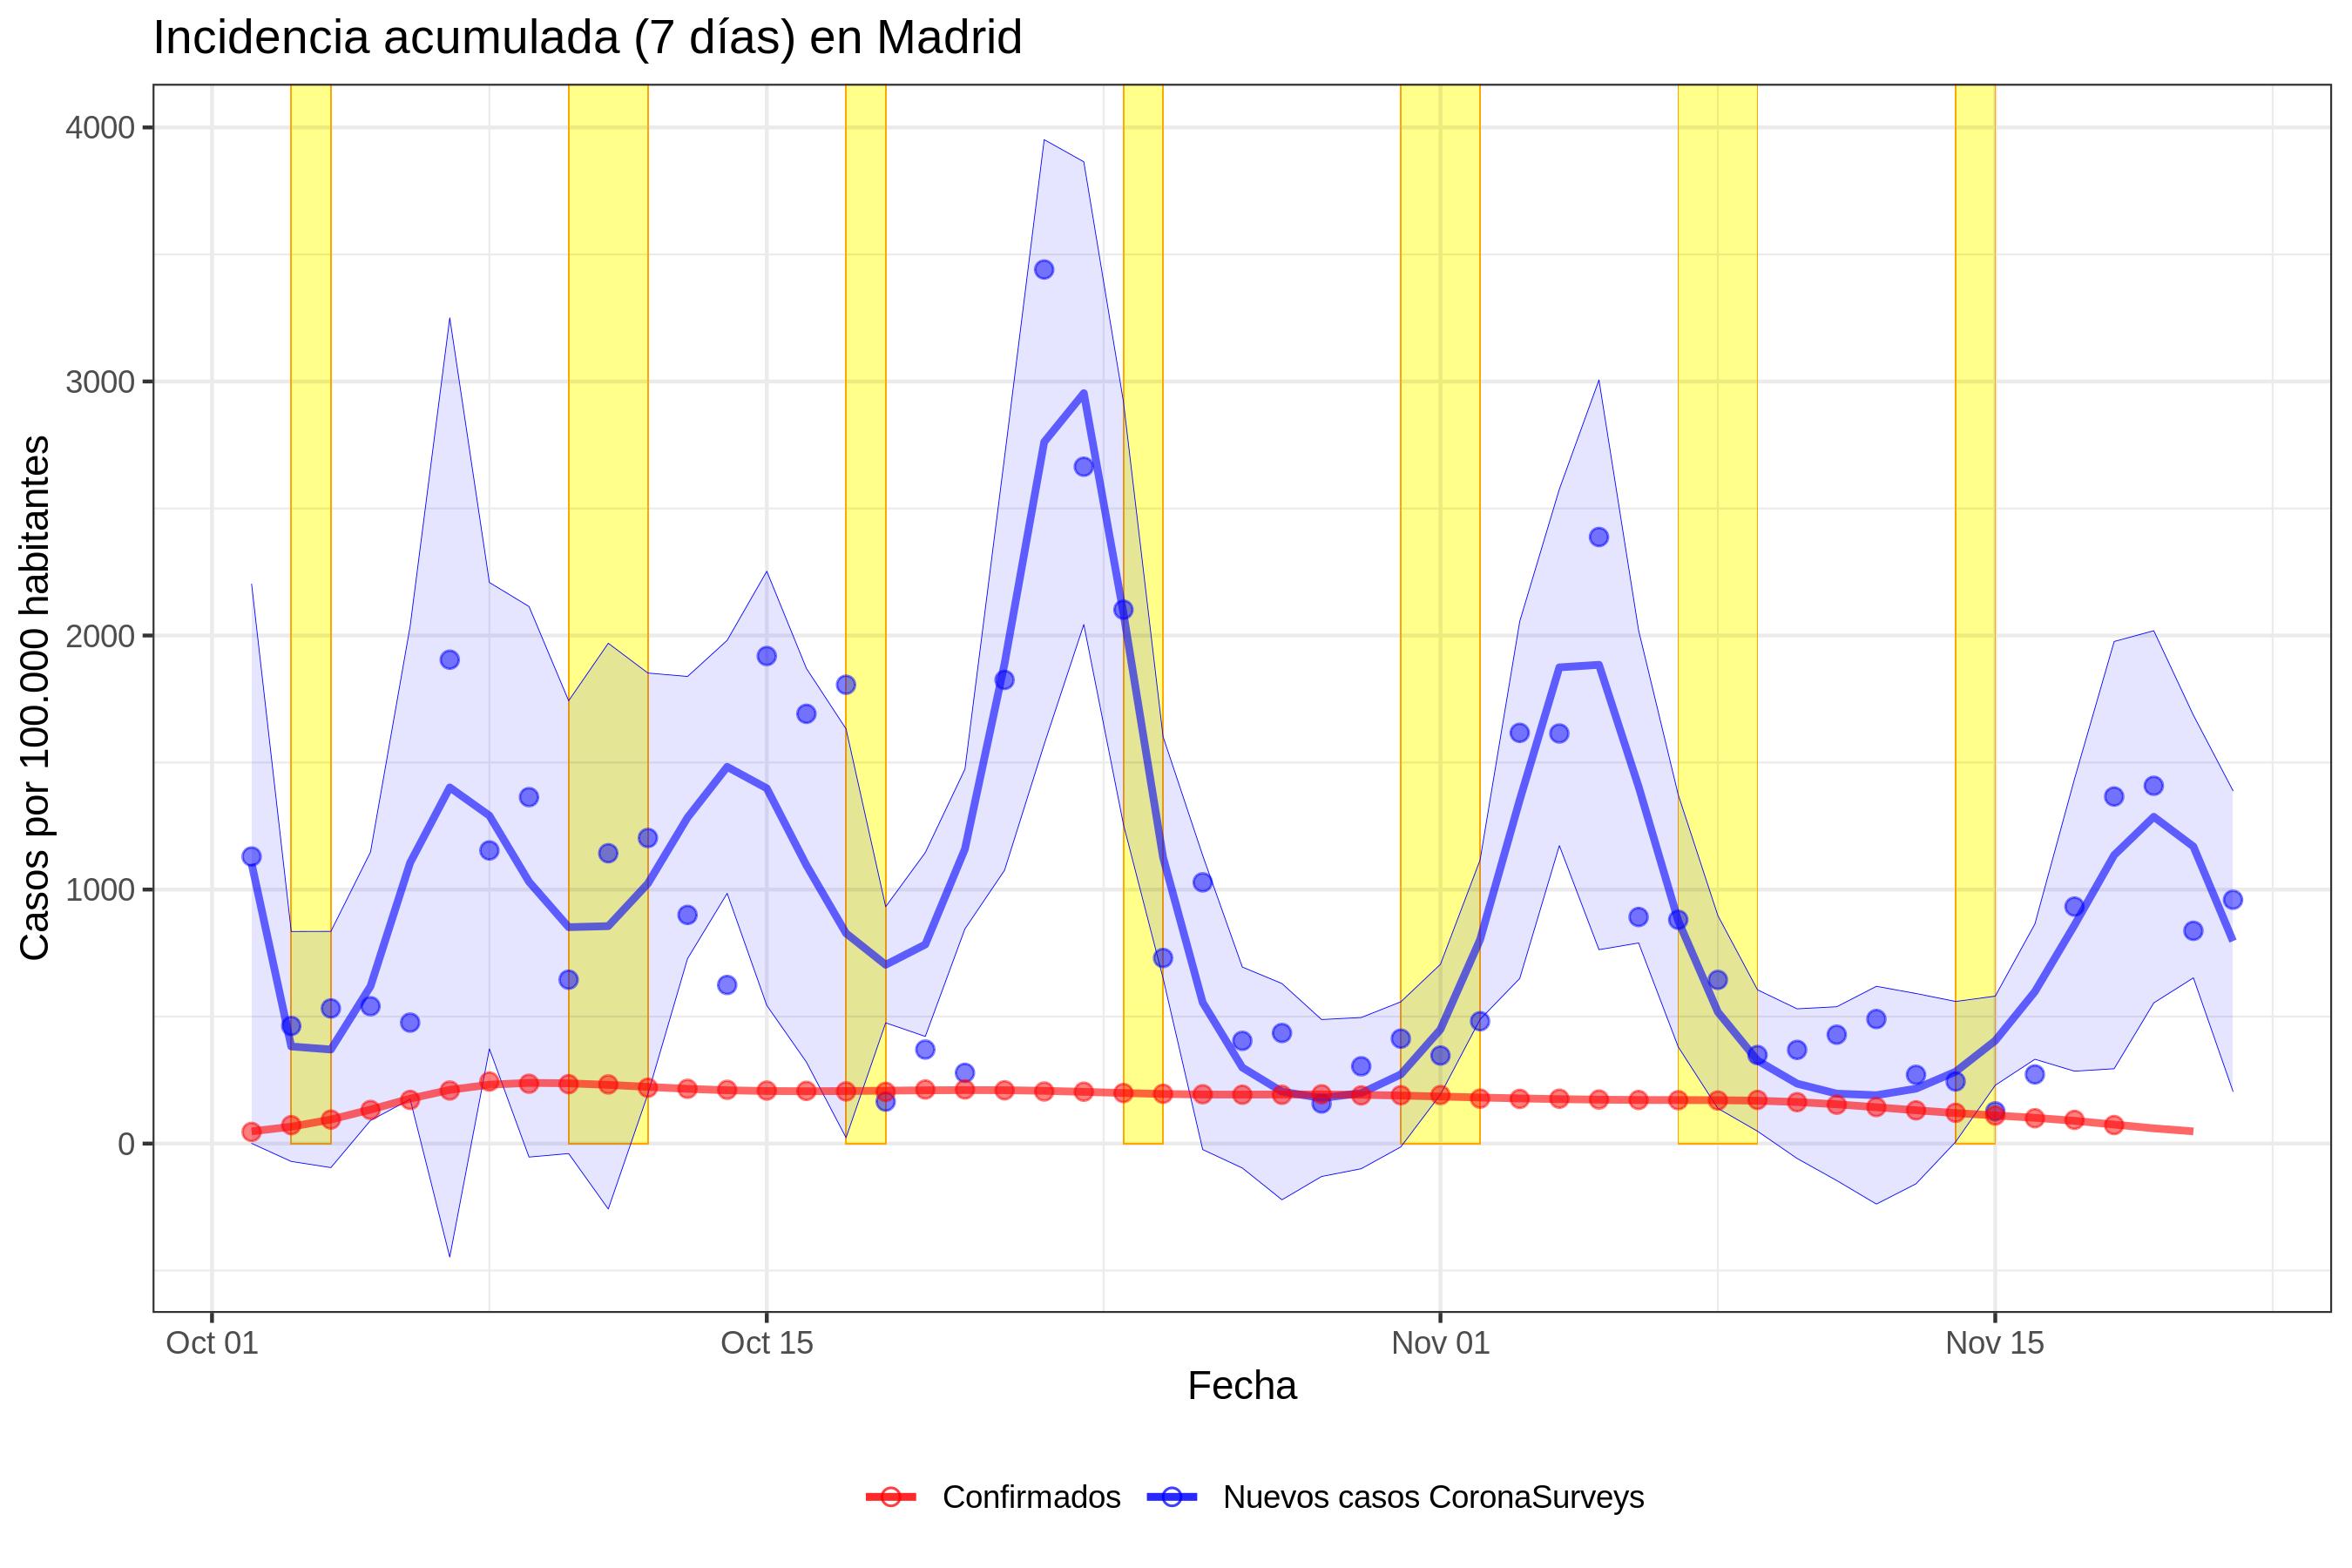 Incidencia acumulada (7 días) en Madrid
Casos por 100.000 habitantes
4000
3000
2000
1000
0
Oct 01
Oct 15
Nov 01
Nov 15
Fecha
Confirmados
Nuevos casos CoronaSurveys